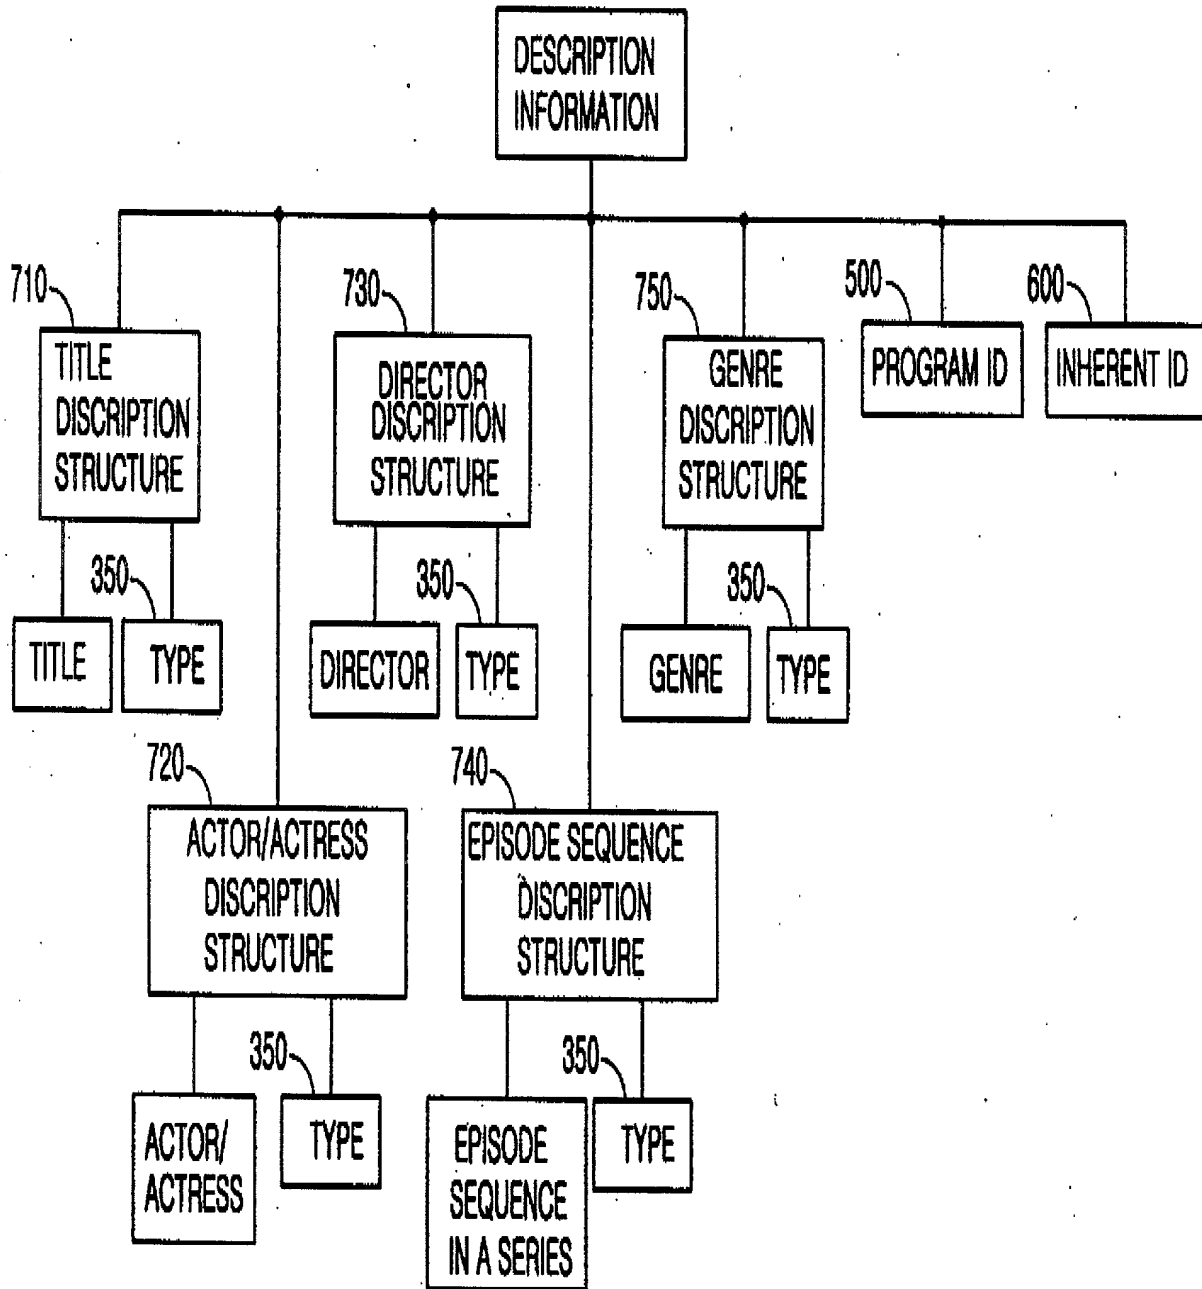 DESCRIPTION
INFORMATION
710
730
750
500
600
TITLE
DISCRIPTION
STRUCTURE
DIRECTOR
DISCRIPTION
STRUCTURE
GENRE
DISCRIPTION
STRUCTURE
PROGRAM ID
INHERENT ID
350
350
350
TITLE
TYPE
DIRECTOR
TYPE
GENRE
TYPE
720
740
ACTOR/ACTRESS
DISCRIPTION
STRUCTURE
EPISODE SEQUENCE
DISCRIPTION
STRUCTURE
350
350
ACTOR/
ACTRESS
TYPE
EPISODE
SEQUENCE
IN A SERIES
TYPE